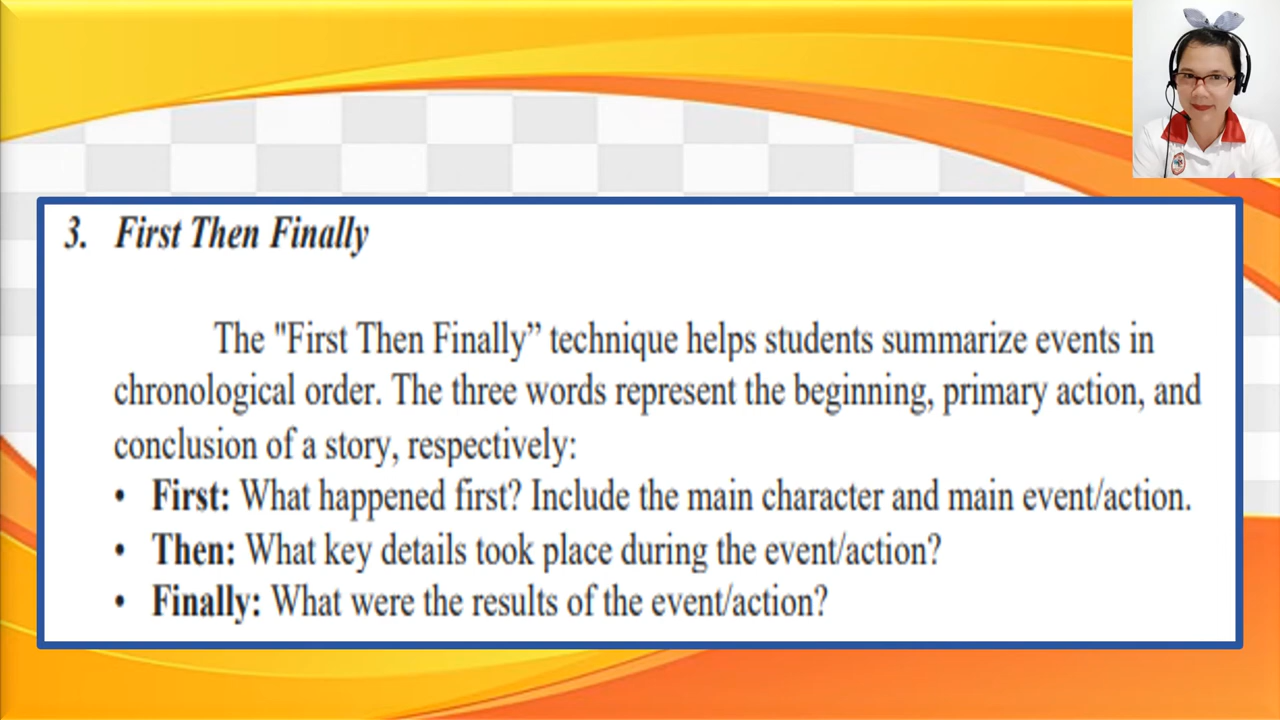 3. First Then Finally
The "First Then Finally” technique helps students summarize events in
chronological order. The three words represent the beginning, primary action, and
conclusion of a story, respectively:
• First: What happened first? Include the main character and main event/action.
• Then: What key details took place during the event/action?
• Finally: What were the results of the event/action?